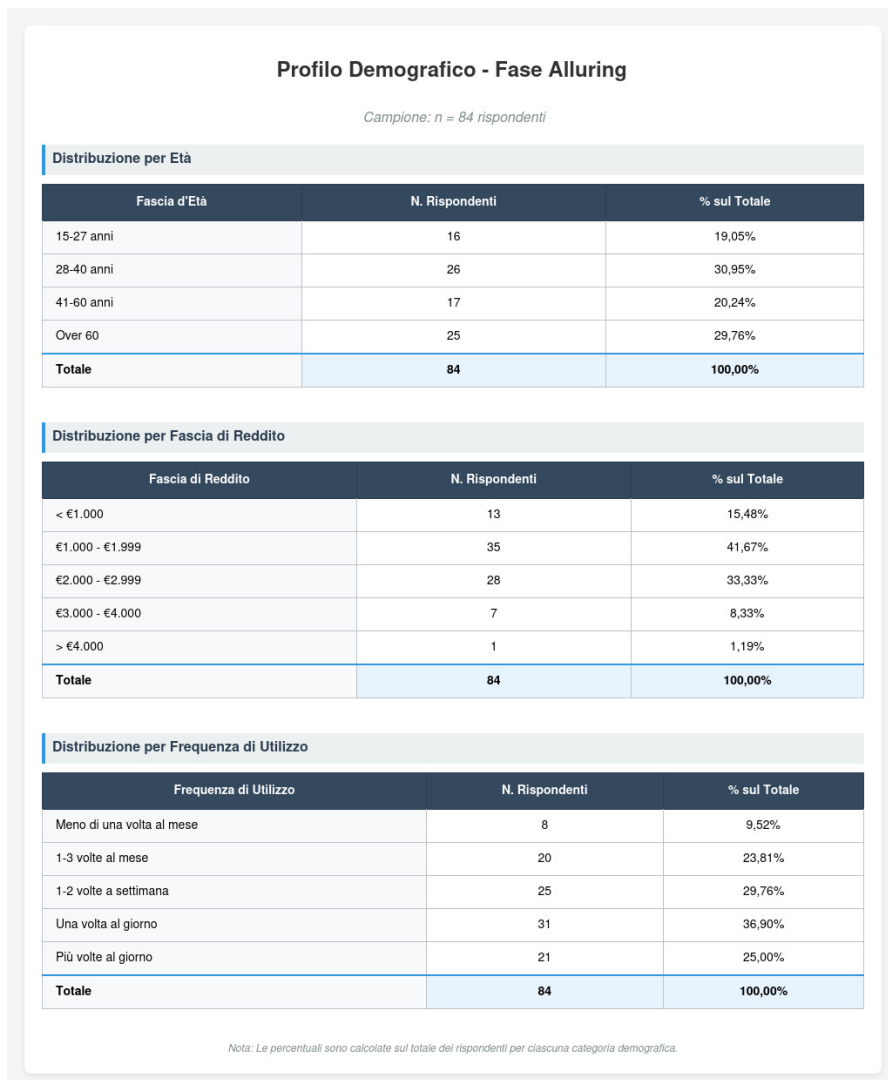 Profilo Demografico - Fase Alluring
Campione: n = 84 rispondenti
Distribuzione per Età
Fascia d'Età N. Rispondenti % sul Totale
15-27 anni 16 19,05%
28-40 anni 26 30,95%
41-60 anni 17 20,24%
Over 60 25 29,76%
Totale 84 100,00%
Distribuzione per Fascia di Reddito
Fascia di Reddito N. Rispondenti % sul Totale
< €1.000 13 15,48%
€1.000 - €1.999 35 41,67%
€2.000 - €2.999 28 33,33%
€3.000 - €4.000 7 8,33%
> €4.000 1 1,19%
Totale 84 100,00%
Distribuzione per Frequenza di Utilizzo
Frequenza di Utilizzo N. Rispondenti % sul Totale
Meno di una volta al mese 8 9,52%
1-3 volte al mese 20 23,81%
1-2 volte a settimana 25 29,76%
Una volta al giorno 31 36,90%
Più volte al giorno 21 25,00%
Totale 84 100,00%
Nota: Le percentuali sono calcolate sul totale dei rispondenti per ciascuna categoria demografica.